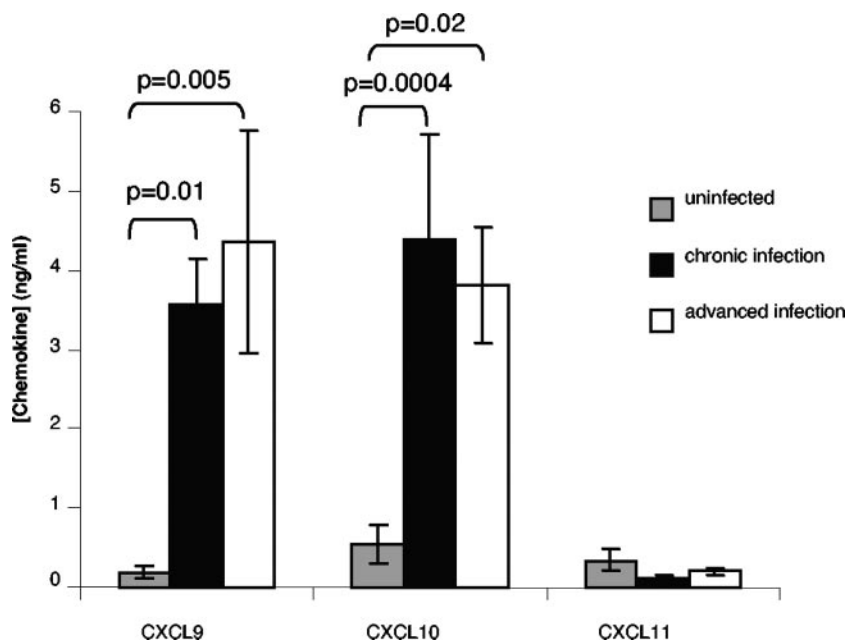 p=0.02
p=0.005
p=0.0004
p=0.01
[Chemokine] (ng/ml)
6
5
4
3
2
1
0
uninfected
chronic infection
advanced infection
CXCL9
CXCL10
CXCL11